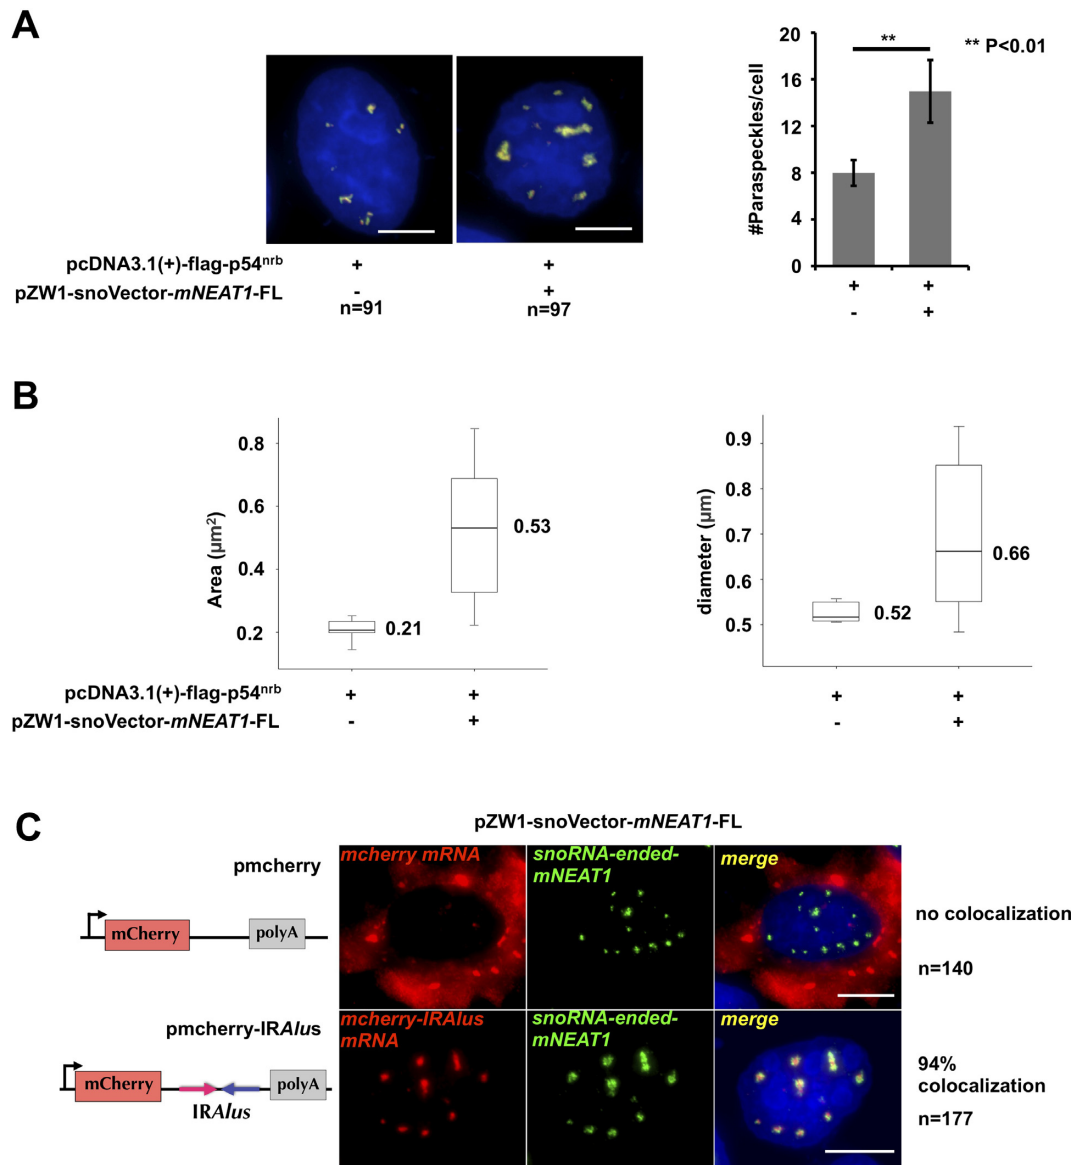 A
20
** P<0.01
**
16
12
8
4
0
#Paraspeckles/cell
pcDNA3.1(+)-flag-p54nrb + + +  +
pZW1-snoVector-mNEAT1-FL - + - +
n=91 n=97
B
0.8
0.6
0.4
0.2
Area (µm2)
0.53
0.21
0.9
0.8
0.7
0.6
0.5
diameter (µm)
0.66
0.52
pcDNA3.1(+)-flag-p54nrb + + + +
pZW1-snoVector-mNEAT1-FL - + - +
C
pZW1-snoVector-mNEAT1-FL
pmcherry
mCherry
polyA
mcherry mRNA
snoRNA-ended-
mNEAT1
merge
no colocalization
n=140
pmcherry-IRAlus
mCherry
IRAlus
polyA
mcherry-IRAlus
mRNA
snoRNA-ended-
mNEAT1
merge
94%
colocalization
n=177